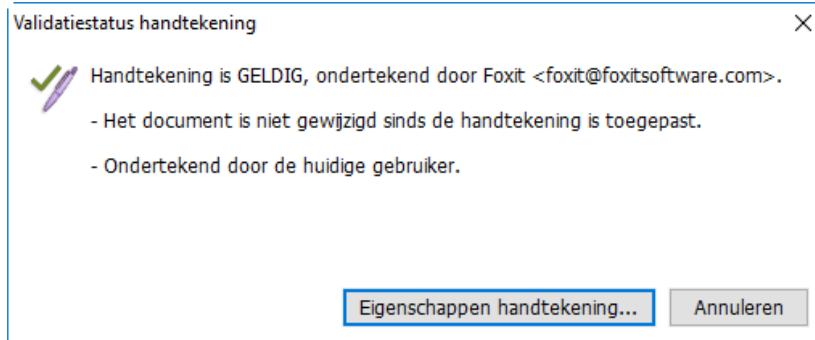 Validatiestatus handtekening
Handtekening is GELDIG, ondertekend door Foxit <foxit@foxitsoftware.com>.
- Het document is niet gewijzigd sinds de handtekening is toegepast.
- Ondertekend door de huidige gebruiker.
Eigenschappen handtekening... Annuleren